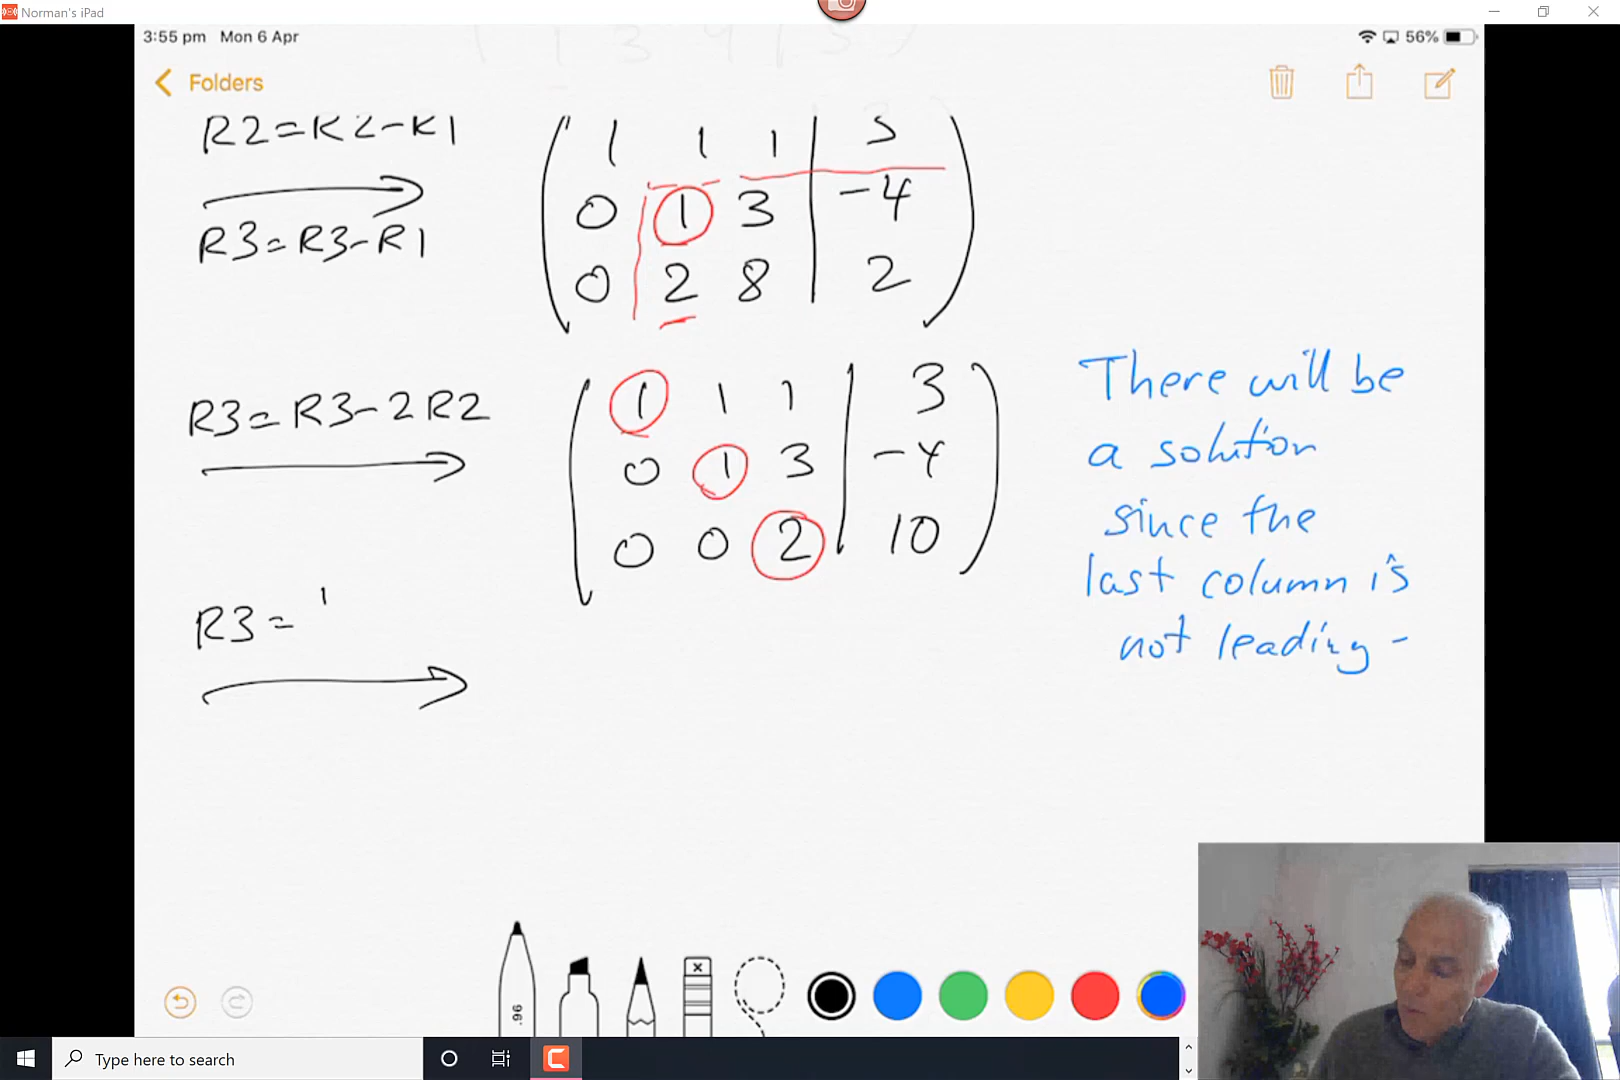 Norman's iPad
3:55 pm Mon 6 Apr
56%
Folders
R2=R2-R1
R3=R3-R1
1 1 1 3
0 1 3 -4
0 2 8 2
R3=R3-2R2
1 1 1 3
0 1 3 -4
0 0 2 10
There will be
a solution
since the
last column is
not leading -
R3=
.96
Type here to search